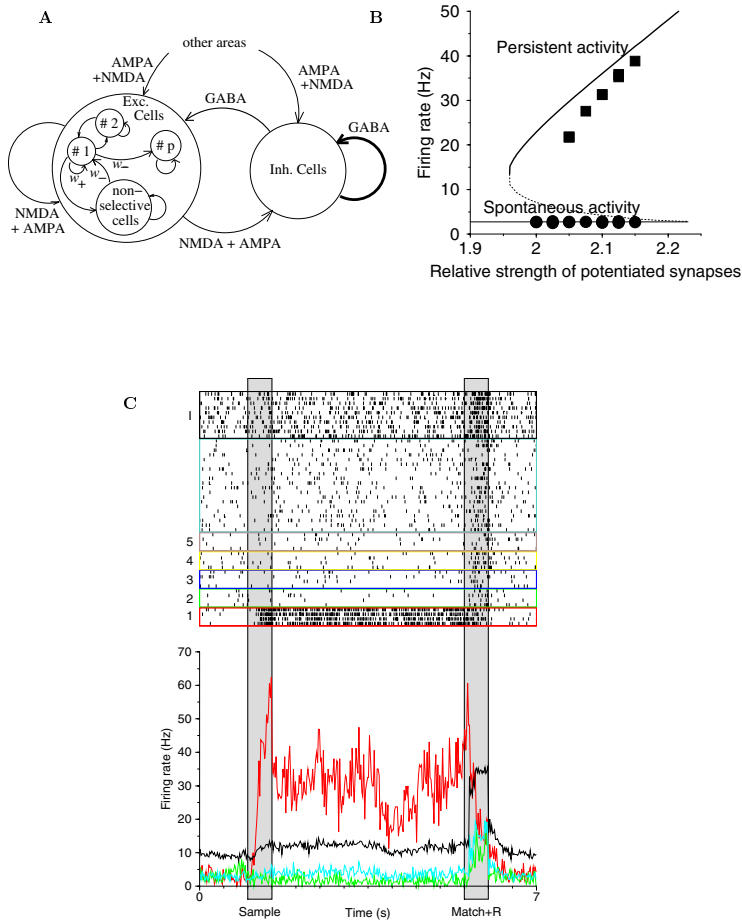 A
other areas
AMPA
+NMDA
AMPA
+NMDA
GABA
GABA
Exc.
Cells
# 2
# 1
# p
w−
w+
w−
non−
selective
cells
Inh. Cells
NMDA
+ AMPA
NMDA + AMPA
B
50
40
30
20
10
0
Firing rate (Hz)
Persistent activity
Spontaneous activity
1.9
2
2.1
2.2
Relative strength of potentiated synapses
C
I
5
4
3
2
1
70
60
50
40
30
20
10
0
Firing rate (Hz)
0
7
Sample
Time (s)
Match+R